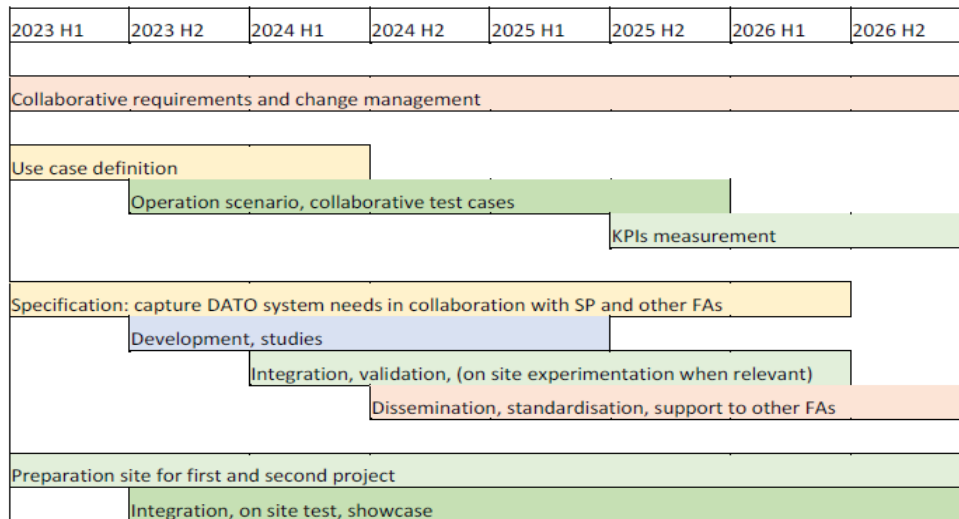 2023 H1 2023 H2 2024 H1 2024 H2 2025 H1 2025 H2 2026 H1 2026 H2
Collaborative requirements and change management
Use case definition
Operation scenario, collaborative test cases
KPIs measurement
Specification: capture DATO system needs in collaboration with SP and other FAs
Development, studies
Integration, validation, (on site experimentation when relevant)
Dissemination, standardisation, support to other FAs
Preparation site for first and second project
Integration, on site test, showcase